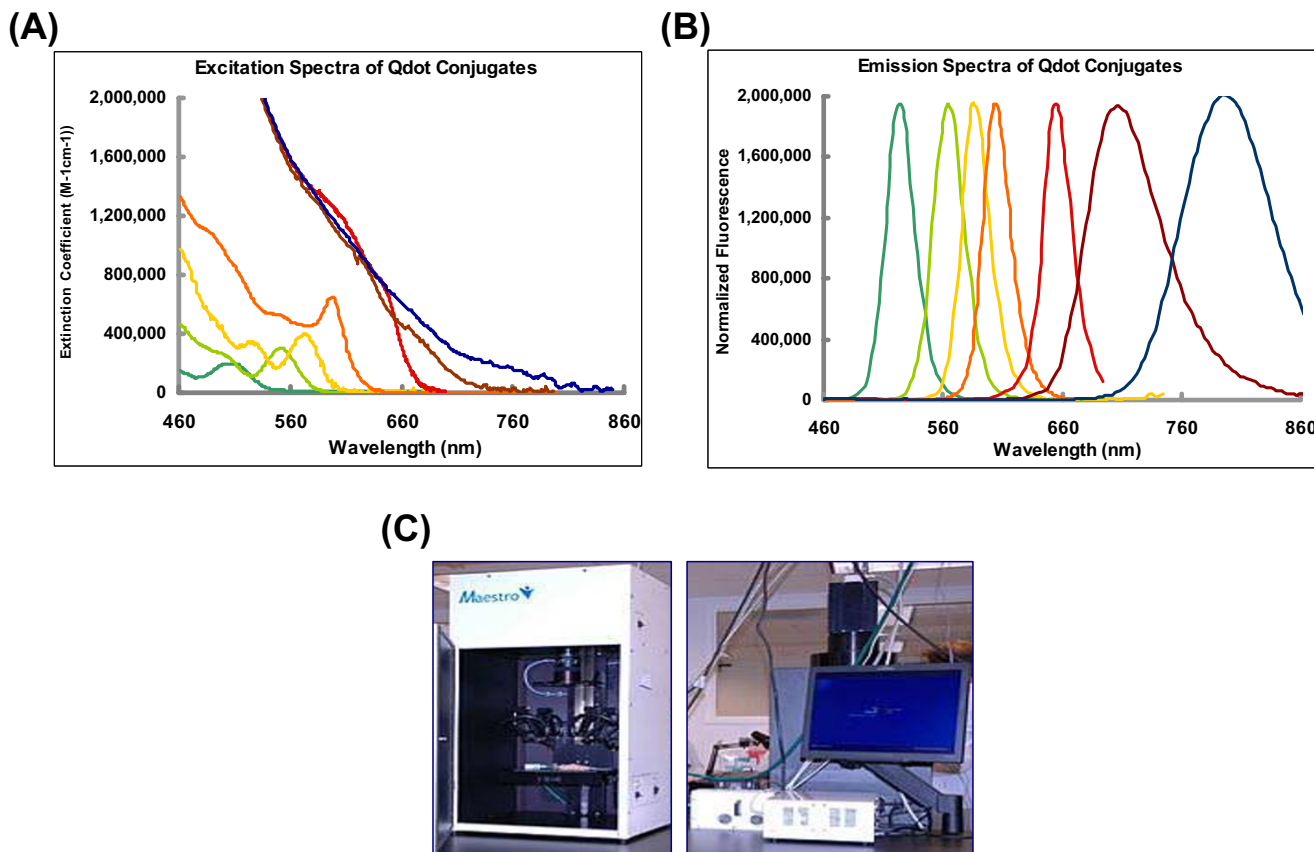 (A)
Excitation Spectra of Qdot Conjugates
Extinction Coefficient (M-1cm-1))
2,000,000
1,600,000
1,200,000
800,000
400,000
0
460 560 660 760 860
Wavelength (nm)
(B)
Emission Spectra of Qdot Conjugates
Normalized Fluorescence
2,000,000
1,600,000
1,200,000
800,000
400,000
0
460 560 660 760 860
Wavelength (nm)
(C)
Maestro